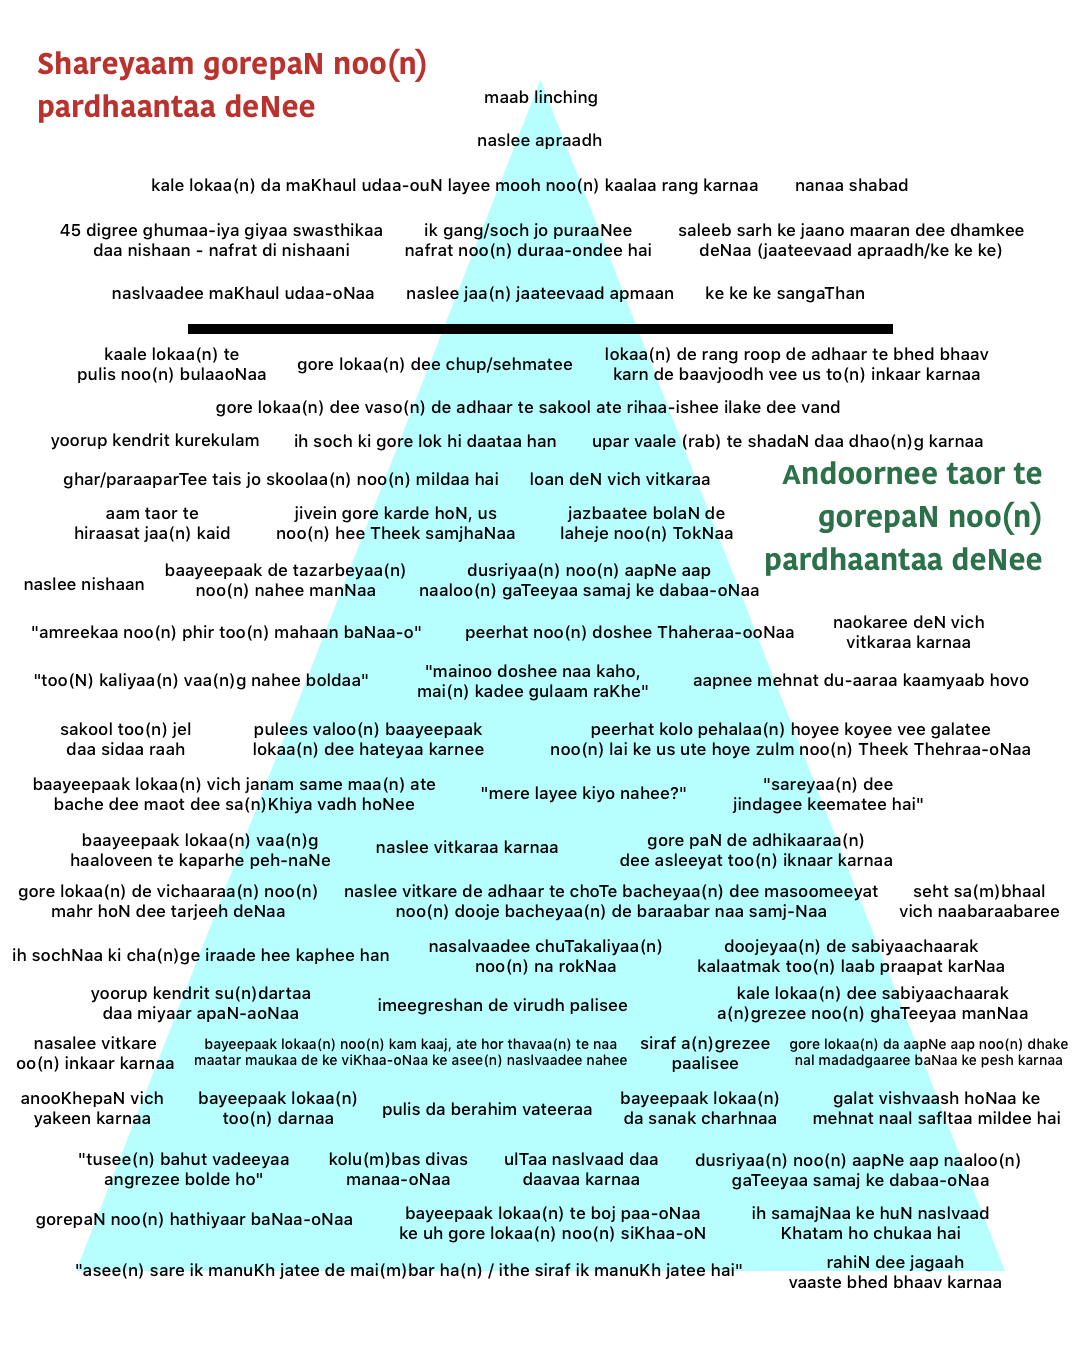 Shareyaam gorepaN noo(n)
pardhaantaa deNee
maab linching
naslee apraadh
kale lokaa(n) da maKhaul udaa-ouN layee mooh noo(n) kaalaa rang karnaa
nanaa shabad
45 digree ghumaa-iya giyaa swasthikaa
daa nishaan - nafrat di nishaani
ik gang/soch jo puraaNee
nafrat noo(n) duraa-ondee hai
saleeb sarh ke jaano maaran dee dhamkee
deNaa (jaateevaad apraadh/ke ke ke)
naslvaadee maKhaul udaa-oNaa
naslee jaa(n) jaateevaad apmaan
ke ke ke sangaThan
kaale lokaa(n) te
pulis noo(n) bulaaoNaa
gore lokaa(n) dee chup/sehmatee
lokaa(n) de rang roop de adhaar te bhed bhaav
karn de baavjoodh vee us to(n) inkaar karnaa
gore lokaa(n) dee vaso(n) de adhaar te sakool ate rihaa-ishee ilake dee vand
yoorup kendrit kurekulam
ih soch ki gore lok hi daataa han
upar vaale (rab) te shadaN daa dhao(n)g karnaa
ghar/paraaparTee tais jo skoolaa(n) noo(n) mildaa hai
loan deN vich vitkaraa
Andoornee taor te
gorepaN noo(n)
pardhaantaa deNee
aam taor te
hiraasat jaa(n) kaid
jivein gore karde hoN, us
noo(n) hee Theek samjhaNaa
jazbaatee bolaN de
laheje noo(n) TokNaa
naslee nishaan
baayeepaak de tazarbeyaa(n)
noo(n) nahee manNaa
dusriyaa(n) noo(n) aapNe aap
naaloo(n) gaTeeyaa samaj ke dabaa-oNaa
"amreekaa noo(n) phir too(n) mahaan baNaa-o"
peerhat noo(n) doshee Thaheraa-ooNaa
naokaree deN vich
vitkaraa karnaa
"too(N) kaliyaa(n) vaa(n)g nahee boldaa"
"mainoo doshee naa kaho,
mai(n) kadee gulaam raKhe"
aapnee mehnat du-aaraa kaamyaab hovo
sakool too(n) jel
daa sidaa raah
pulees valoo(n) baayeepaak
lokaa(n) dee hateyaa karnee
peerhat kolo pehalaa(n) hoyee koyee vee galatee
noo(n) lai ke us ute hoye zulm noo(n) Theek Thehraa-oNaa
baayeepaak lokaa(n) vich janam same maa(n) ate
bache dee maot dee sa(n)Khiya vadh hoNee
"mere layee kiyo nahee?"
"sareyaa(n) dee
jindagee keematee hai"
baayeepaak lokaa(n) vaa(n)g
haaloveen te kaparhe peh-naNe
naslee vitkaraa karnaa
gore paN de adhikaaraa(n)
dee asleeyat too(n) iknaar karnaa
gore lokaa(n) de vichaaraa(n) noo(n)
mahr hoN dee tarjeeh deNaa
naslee vitkare de adhaar te choTe bacheyaa(n) dee masoomeeyat
noo(n) dooje bacheyaa(n) de baraabar naa samj-Naa
seht sa(m)bhaal
vich naabaraabaree
ih sochNaa ki cha(n)ge iraade hee kaphee han
nasalvaadee chuTakaliyaa(n)
noo(n) na rokNaa
doojeyaa(n) de sabiyaachaarak
kalaatmak too(n) laab praapat karNaa
yoorup kendrit su(n)dartaa
daa miyaar apaN-aoNaa
imeegreshan de virudh palisee
kale lokaa(n) dee sabiyaachaarak
a(n)grezee noo(n) ghaTeeyaa manNaa
nasalee vitkare
oo(n) inkaar karnaa
bayeepaak lokaa(n) noo(n) kam kaaj, ate hor thavaa(n) te naa
maatar maukaa de ke viKhaa-oNaa ke asee(n) naslvaadee nahee
siraf a(n)grezee
paalisee
gore lokaa(n) da aapNe aap noo(n) dhake
nal madadgaaree baNaa ke pesh karnaa
anooKhepaN vich
yakeen karnaa
bayeepaak lokaa(n)
too(n) darnaa
pulis da berahim vateeraa
bayeepaak lokaa(n)
da sanak charhnaa
galat vishvaash hoNaa ke
mehnat naal safltaa mildee hai
"tusee(n) bahut vadeeyaa
angrezee bolde ho"
kolu(m)bas divas
manaa-oNaa
ulTaa naslvaad daa
daavaa karnaa
dusriyaa(n) noo(n) aapNe aap naaloo(n)
gaTeeyaa samaj ke dabaa-oNaa
gorepaN noo(n) hathiyaar baNaa-oNaa
bayeepaak lokaa(n) te boj paa-oNaa
ke uh gore lokaa(n) noo(n) siKhaa-oN
ih samajNaa ke huN naslvaad
Khatam ho chukaa hai
"asee(n) sare ik manuKh jatee de mai(m)bar ha(n) / ithe siraf ik manuKh jatee hai"
rahiN dee jagaah
vaaste bhed bhaav karnaa